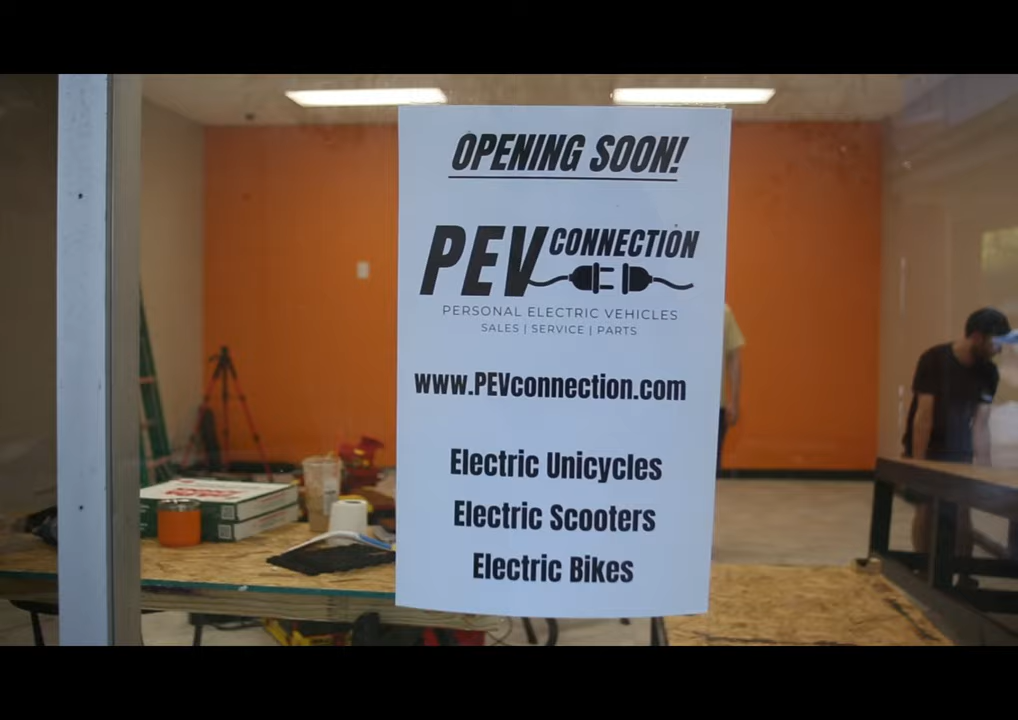 OPENING SOON!
PEV CONNECTION
PERSONAL ELECTRIC VEHICLES
SALES | SERVICE | PARTS
www.PEVconnection.com
Electric Unicycles
Electric Scooters
Electric Bikes